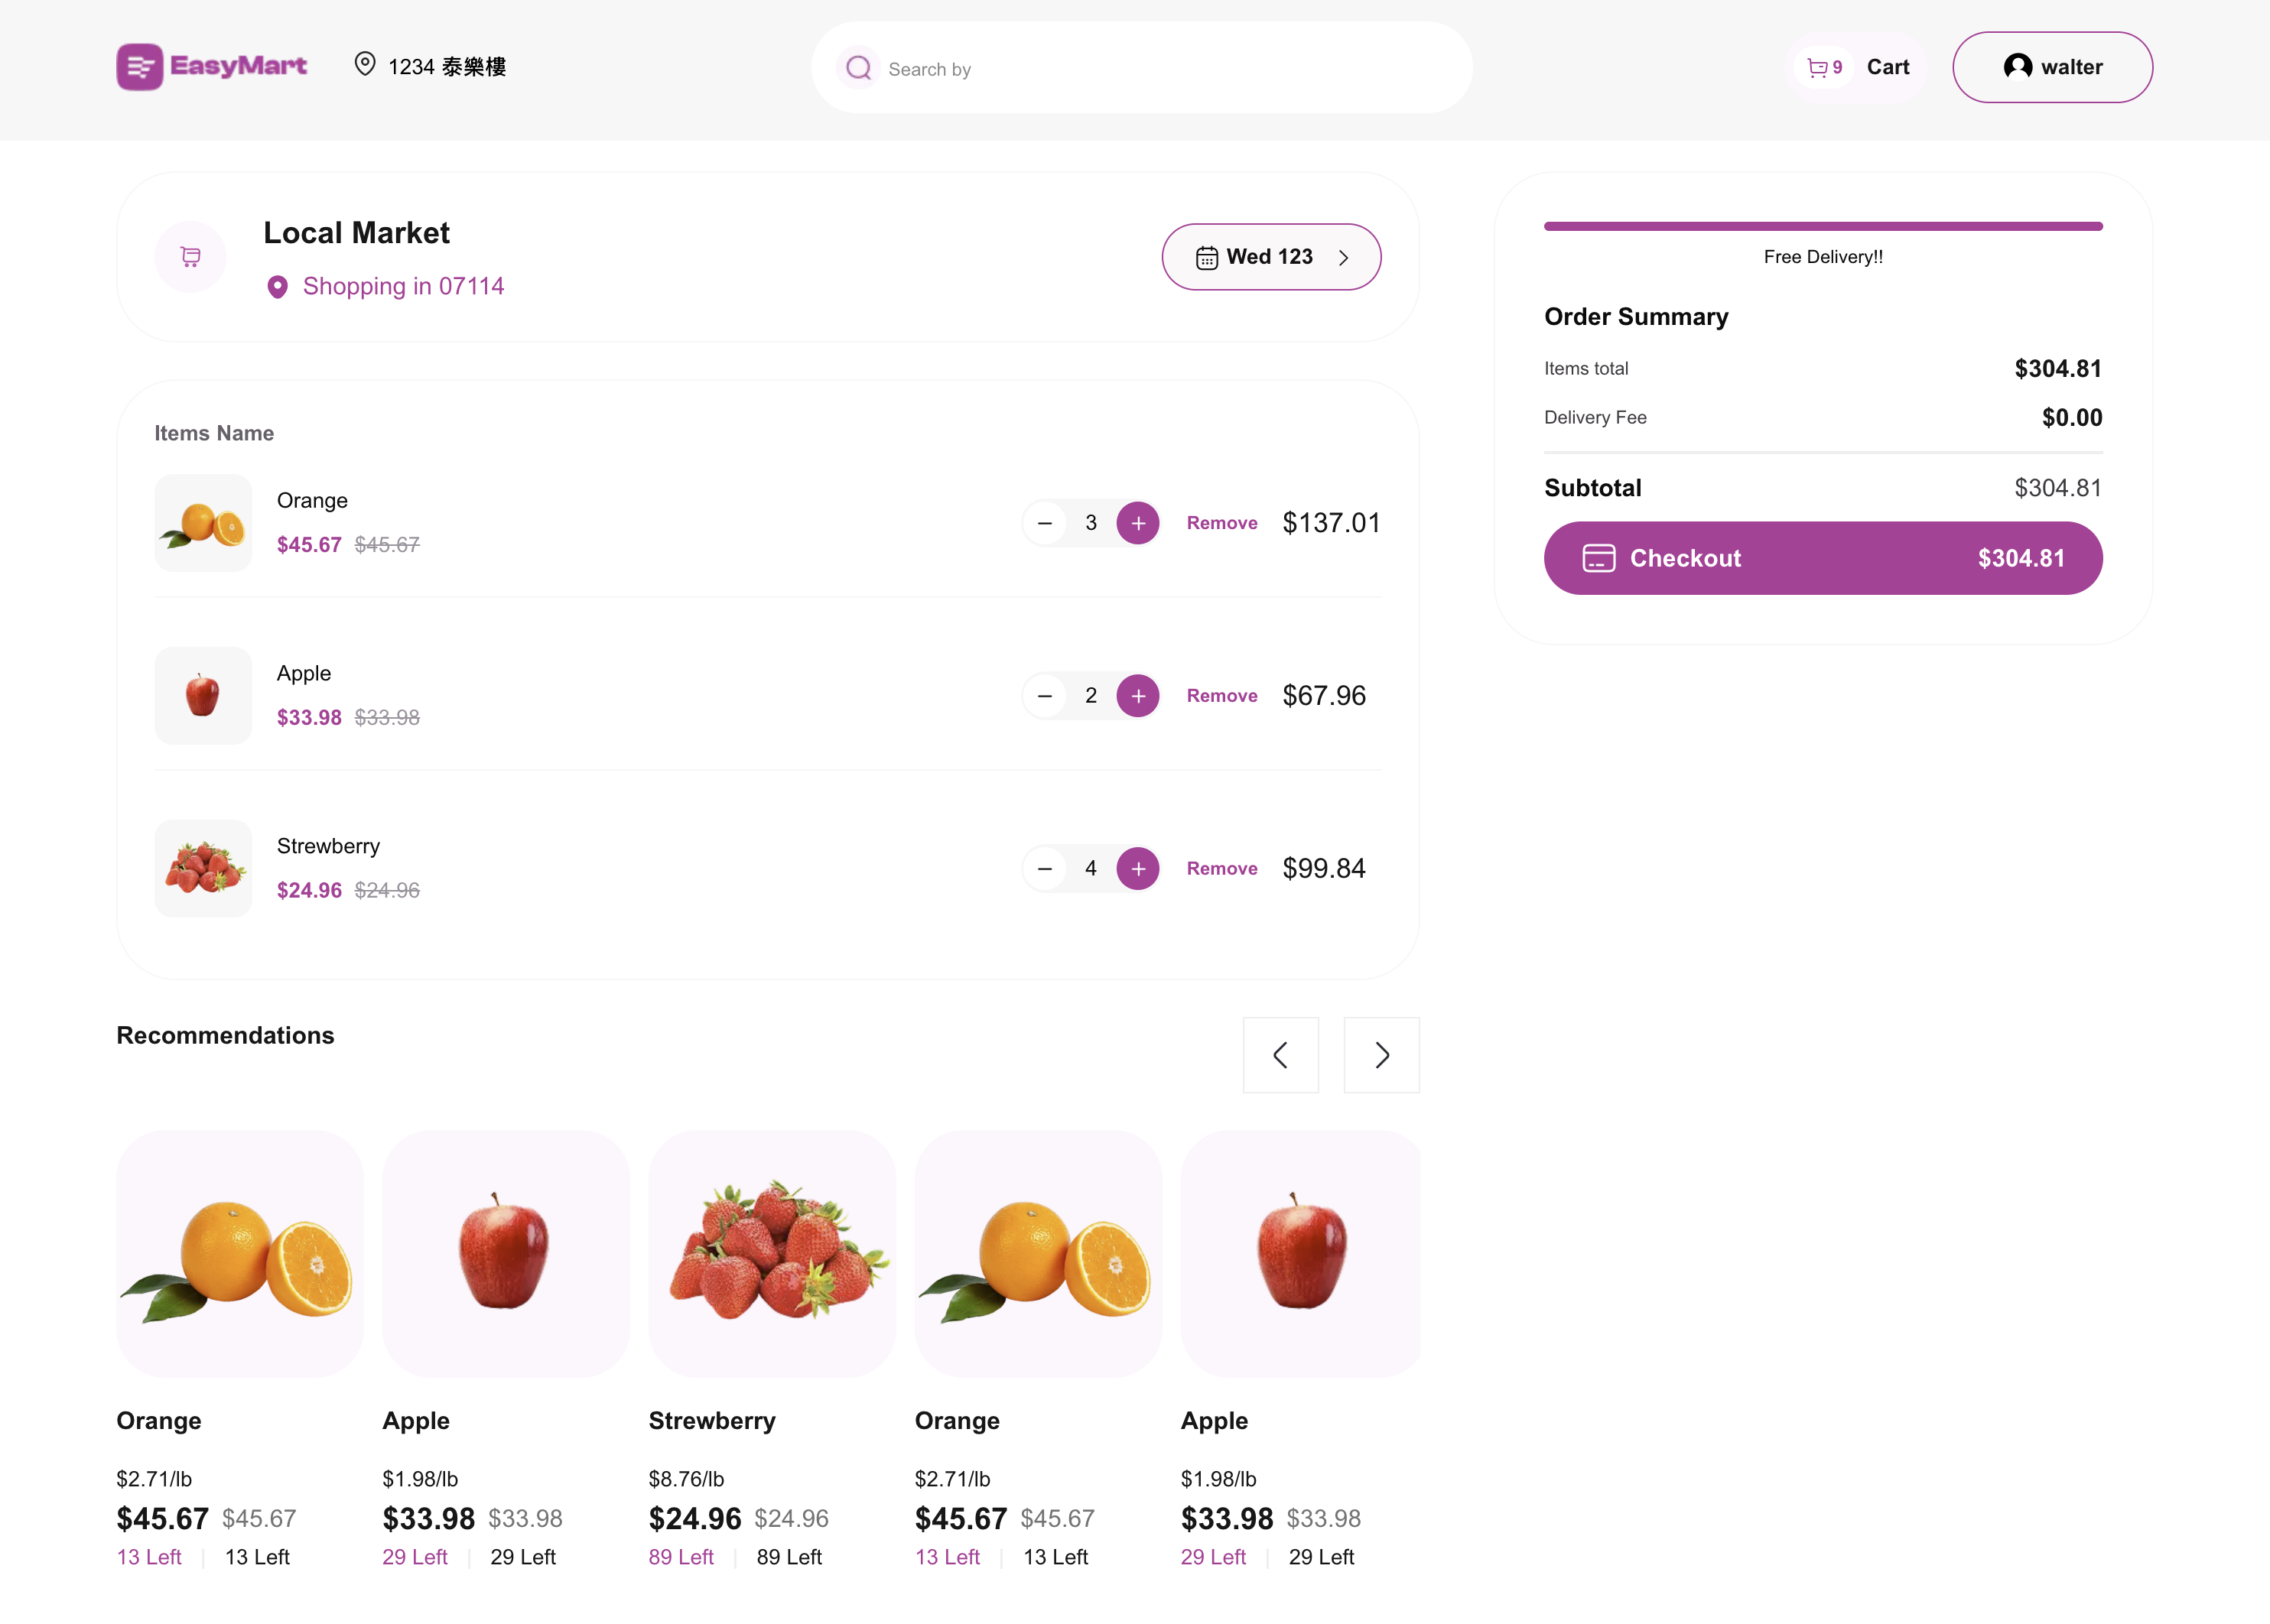 EasyMart
1234 泰樂樓
Search by
9
Cart
walter
Local Market
Shopping in 07114
Wed 123
Free Delivery!!
Order Summary
Items total $304.81
Delivery Fee $0.00
Subtotal $304.81
Checkout $304.81
Items Name
Orange
$45.67 $45.67
3 Remove $137.01
Apple
$33.98 $33.98
2 Remove $67.96
Strewberry
$24.96 $24.96
4 Remove $99.84
Recommendations
Orange
$2.71/lb
$45.67 $45.67
13 Left 13 Left
Apple
$1.98/lb
$33.98 $33.98
29 Left 29 Left
Strewberry
$8.76/lb
$24.96 $24.96
89 Left 89 Left
Orange
$2.71/lb
$45.67 $45.67
13 Left 13 Left
Apple
$1.98/lb
$33.98 $33.98
29 Left 29 Left